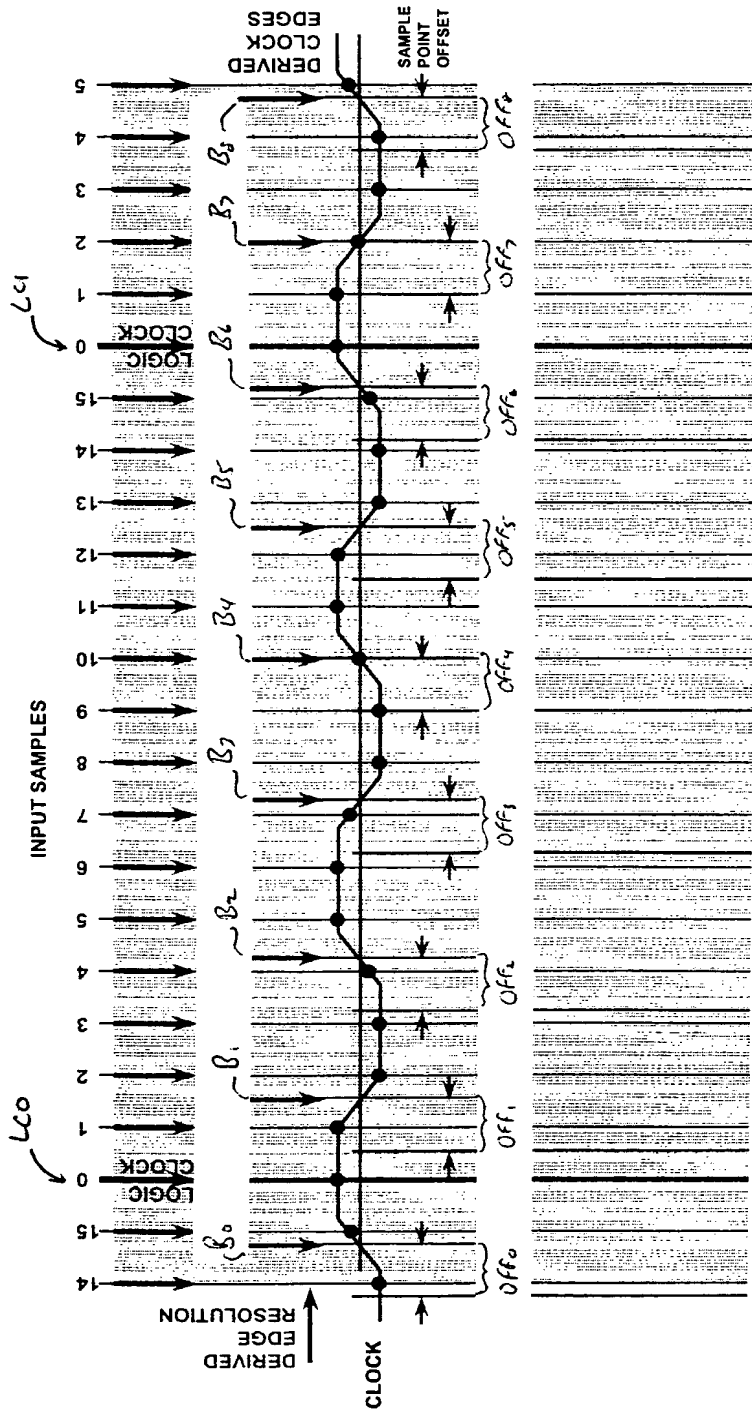 INPUT SAMPLES
LC0 LC1
14 15 0 1 2 3 4 5 6 7 8 9 10 11 12 13 14 15 0 1 2 3 4 5
LOGIC
CLOCK
LOGIC
CLOCK
DERIVED
EDGE
RESOLUTION
B0 B1 B2 B3 B4 B5 B6 B7 B8
DERIVED
CLOCK
EDGES
CLOCK
SAMPLE
POINT
OFFSET
OFF0 OFF1 OFF2 OFF3 OFF4 OFF5 OFF6 OFF7 OFF8